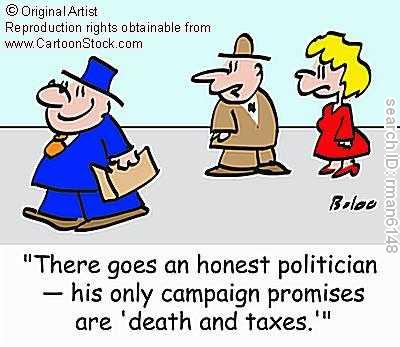 © Original Artist
Reproduction rights obtainable from
www.CartoonStock.com
search ID: rman6148
"There goes an honest politician
— his only campaign promises
are 'death and taxes.'"